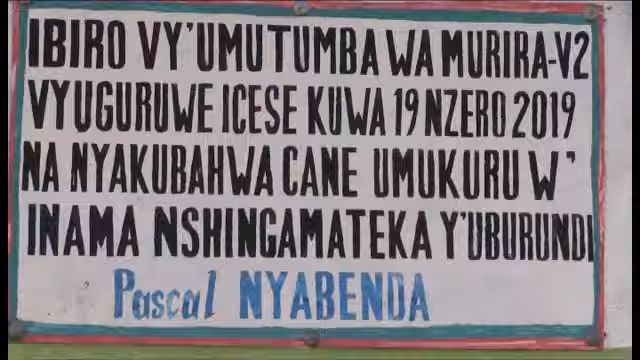 IBIRO VY'UMUTUMBA WA MURIRA-V2
VYUGURUWE ICESE KUWA 19 NZERO 2019
NA NYAKUBAHWA CANE UMUKURU W'
INAMA NSHINGAMATEKA Y'UBURUNDI
Pascal NYABENDA